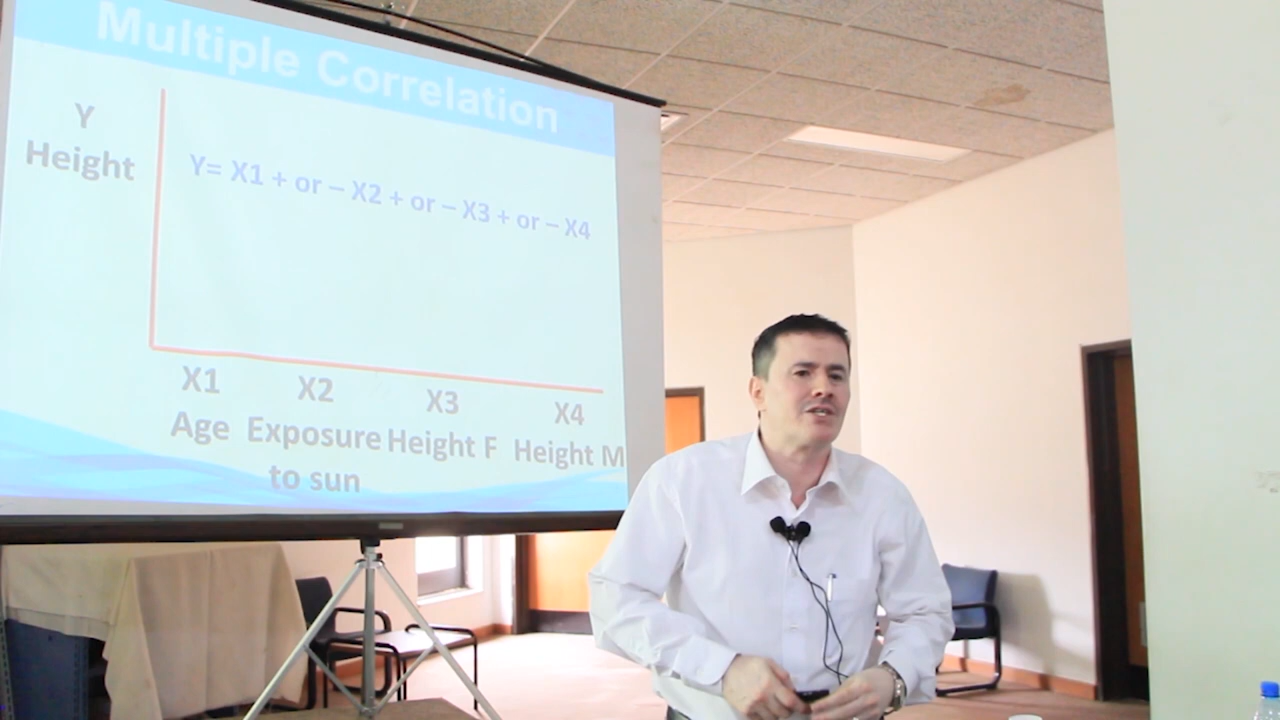 Multiple Correlation
Y
Height
Y= X1 + or – X2 + or – X3 + or – X4
X1 X2 X3 X4
Age Exposure Height F Height M
to sun